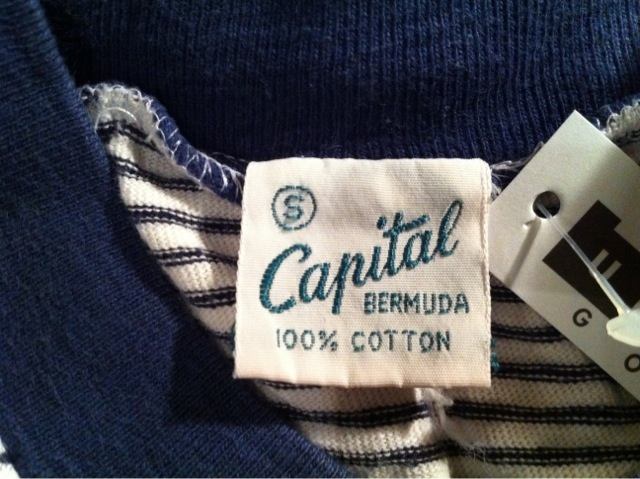 S
Capital
BERMUDA
100% COTTON
G O